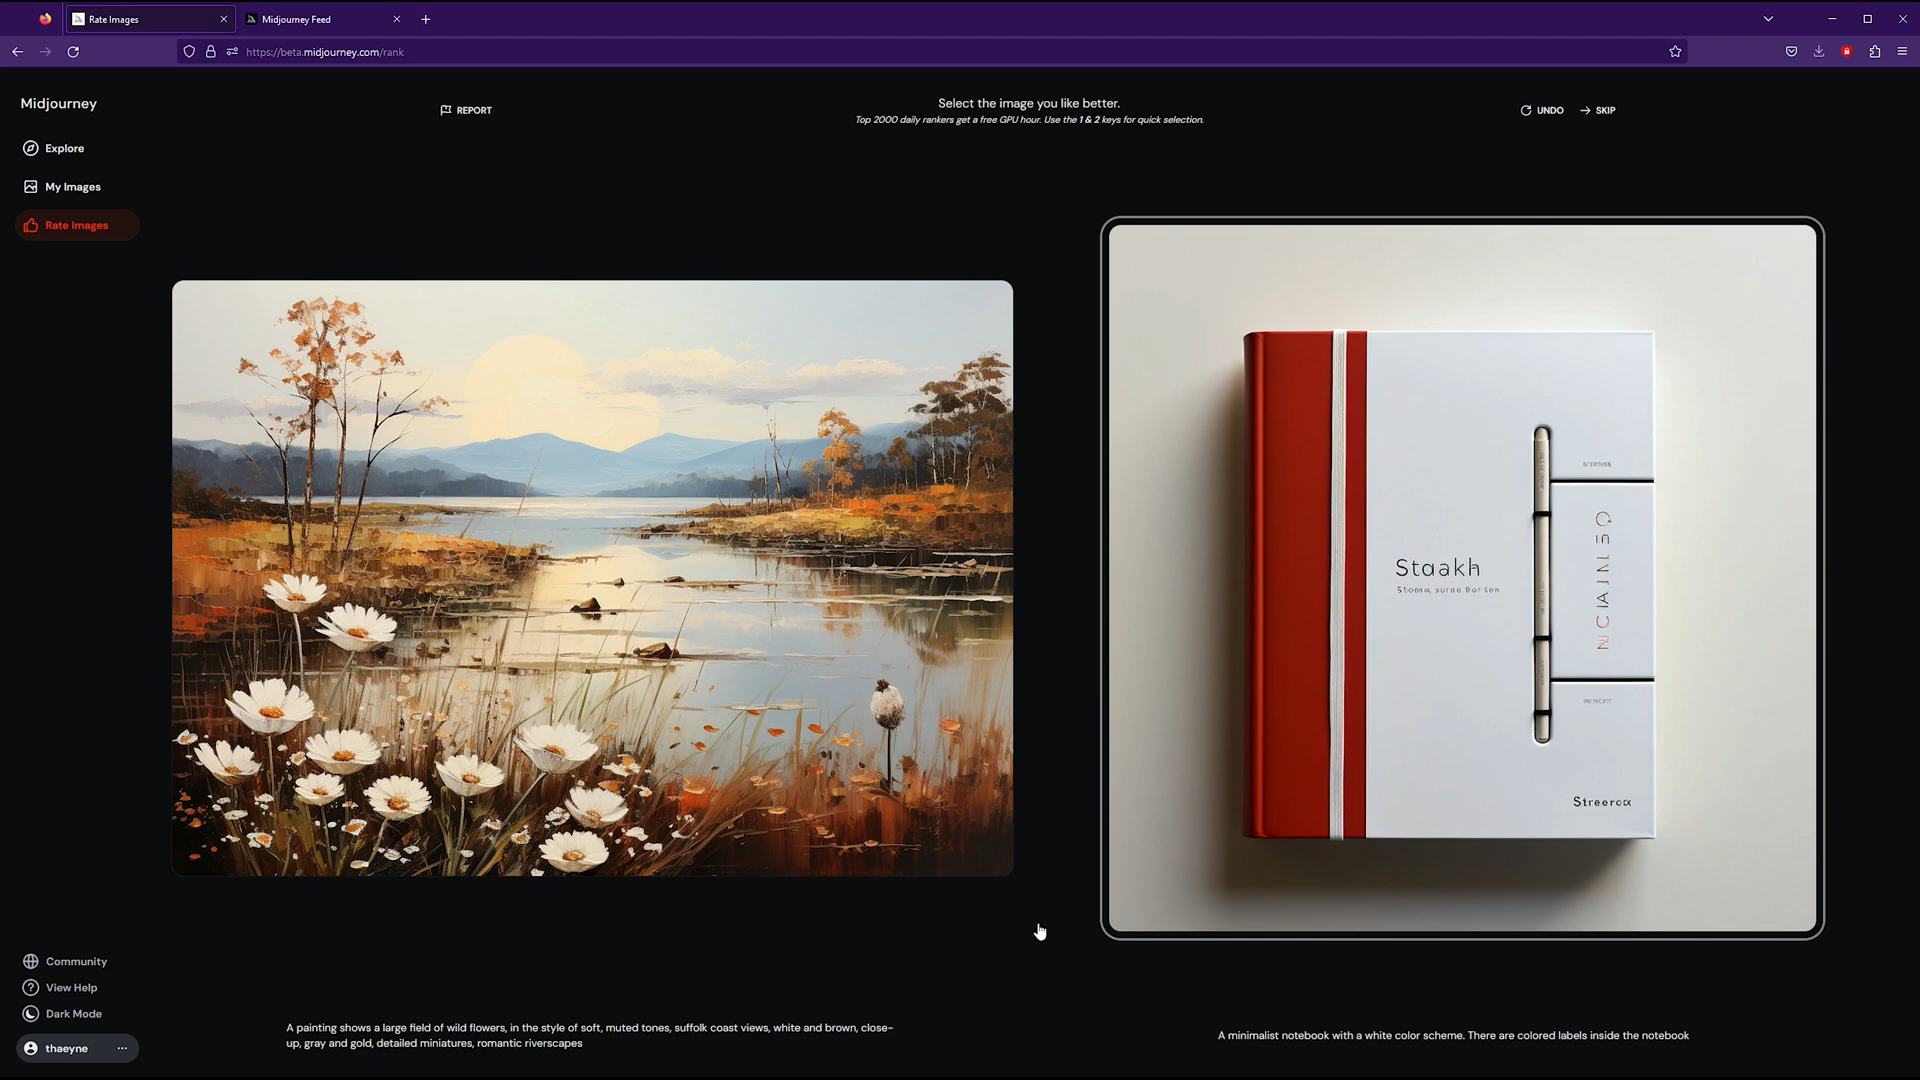 Rate Images
Midjourney Feed
https://beta.midjourney.com/rank
Midjourney
Explore
My Images
Rate Images
REPORT
Select the image you like better.
Top 2000 daily rankers get a free GPU hour. Use the 1 & 2 keys for quick selection.
UNDO
SKIP
Staakh
Streerox
Community
View Help
Dark Mode
thaeyne
A painting shows a large field of wild flowers, in the style of soft, muted tones, suffolk coast views, white and brown, close-
up, gray and gold, detailed miniatures, romantic riverscapes
A minimalist notebook with a white color scheme. There are colored labels inside the notebook